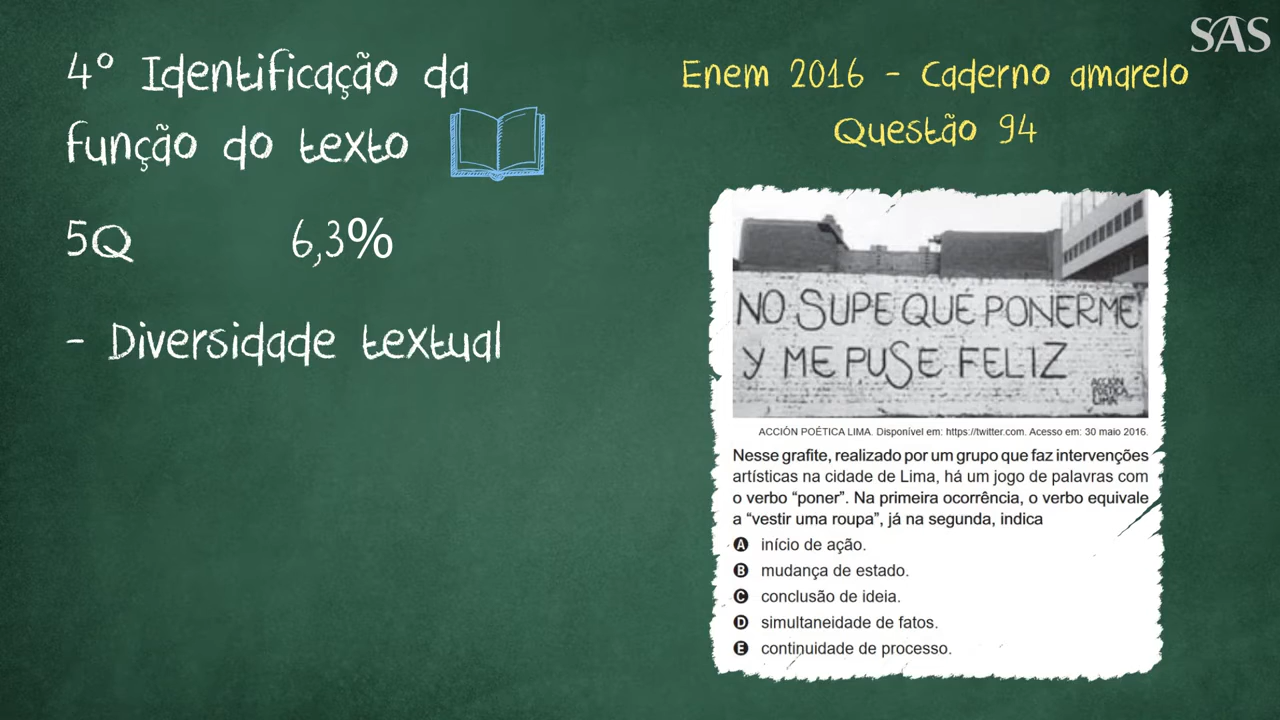 SAS
4º Identificação da
função do texto
5Q 6,3%
- Diversidade textual
Enem 2016 - Caderno amarelo
Questão 94
NO SUPE QUÉ PONERME
Y ME PUSE FELIZ
ACCIÓN
POÉTICA
LIMA
ACCIÓN POÉTICA LIMA. Disponível em: https://twitter.com. Acesso em: 30 maio 2016.
Nesse grafite, realizado por um grupo que faz intervenções
artísticas na cidade de Lima, há um jogo de palavras com
o verbo “poner”. Na primeira ocorrência, o verbo equivale
a “vestir uma roupa”, já na segunda, indica
A início de ação.
B mudança de estado.
C conclusão de ideia.
D simultaneidade de fatos.
E continuidade de processo.